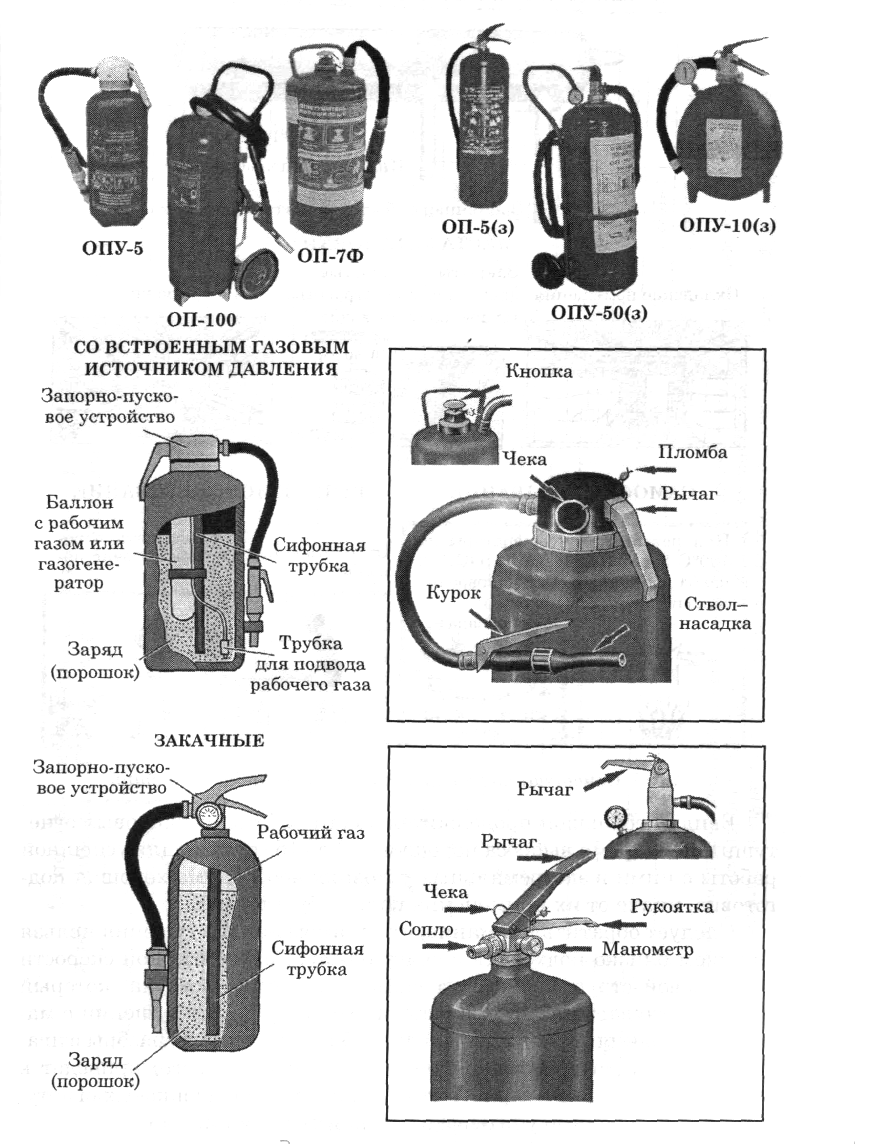 ОПУ-5
ОП-100
ОП-7Ф
ОП-5(з)
ОПУ-50(з)
ОПУ-10(з)
СО ВСТРОЕННЫМ ГАЗОВЫМ
ИСТОЧНИКОМ ДАВЛЕНИЯ
Запорно-пуско-
вое устройство
Баллон
с рабочим
газом или
газогене-
ратор
Сифонная
трубка
Заряд
(порошок)
Трубка
для подвода
рабочего газа
Кнопка
Чека
Пломба
Рычаг
Курок
Ствол–
насадка
ЗАКАЧНЫЕ
Запорно-пуско-
вое устройство
Рабочий газ
Сифонная
трубка
Заряд
(порошок)
Рычаг
Рычаг
Чека
Рукоятка
Сопло
Манометр